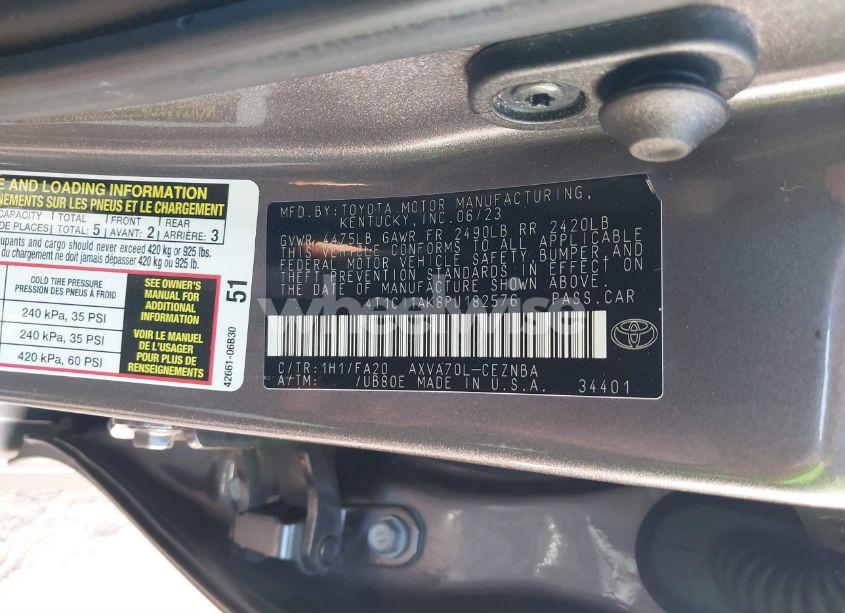 E AND LOADING INFORMATION
NEMENTS SUR LES PNEUS ET LE CHARGEMENT
CAPACITY TOTAL 5 FRONT 2 REAR 3
DE PLACES TOTAL AVANT: ARRIÈRE:
upants and cargo should never exceed 420 kg or 925 lbs.
du chargement ne doit jamais dépasser 420 kg ou 925 lb.
COLD TIRE PRESSURE
PRESSION DES PNEUS À FROID
240 kPa, 35 PSI
240 kPa, 35 PSI
420 kPa, 60 PSI
SEE OWNER'S
MANUAL FOR
ADDITIONAL
INFORMATION
VOIR LE MANUEL
DE L'USAGER
POUR PLUS DE
RENSEIGNEMENTS
51
42661-06B30
MFD.BY: TOYOTA MOTOR MANUFACTURING,
KENTUCKY, INC. 06/23
GVWR 4475LB GAWR FR 2490LB RR 2420LB
THIS VEHICLE CONFORMS TO ALL APPLICABLE
FEDERAL MOTOR VEHICLE SAFETY, BUMPER, AND
THEFT PREVENTION STANDARDS IN EFFECT ON
THE DATE OF MANUFACTURE SHOWN ABOVE.
PASS.CAR
wheelwise
C/TR: 1H1/FA20 AXVA70L-CEZNBA
A/TM: /UB80E MADE IN U.S.A. 34401